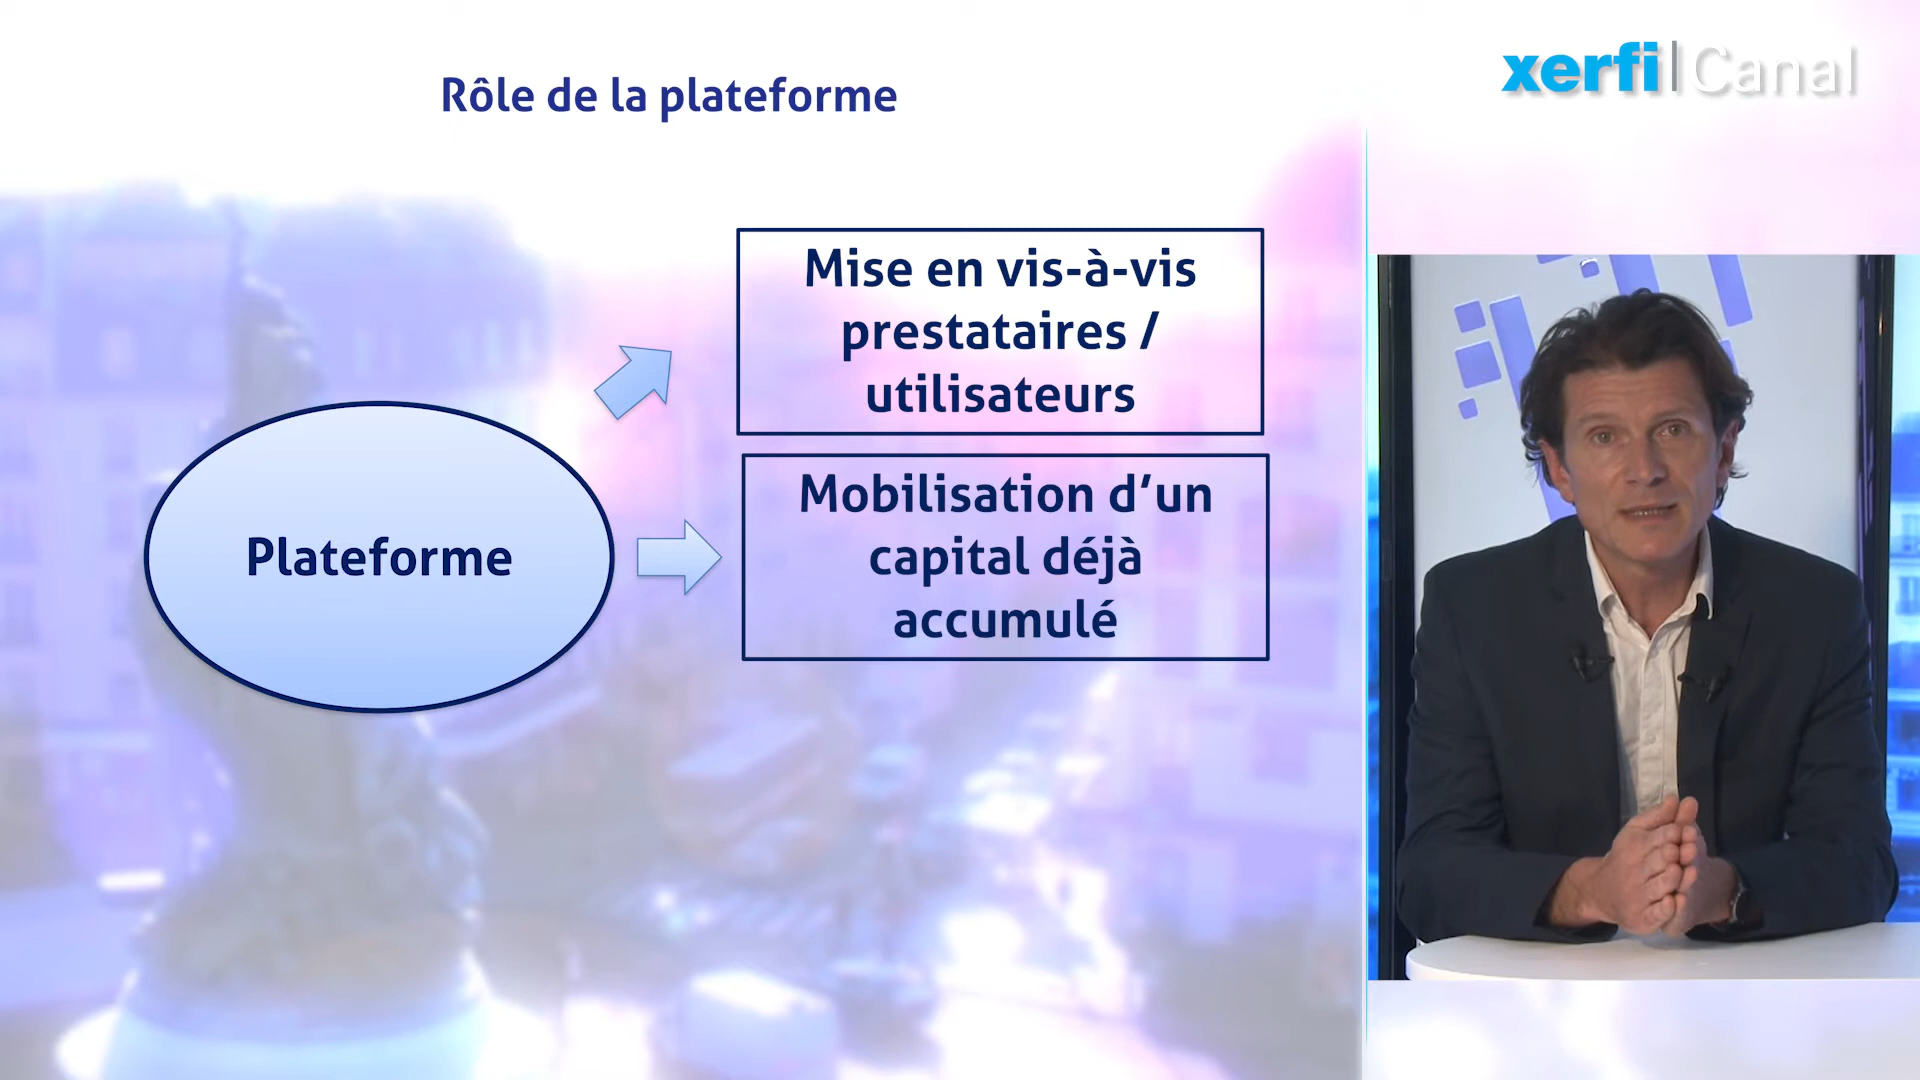 Rôle de la plateforme
xerfi|Canal
Mise en vis-à-vis
prestataires /
utilisateurs
Plateforme
Mobilisation d’un
capital déjà
accumulé